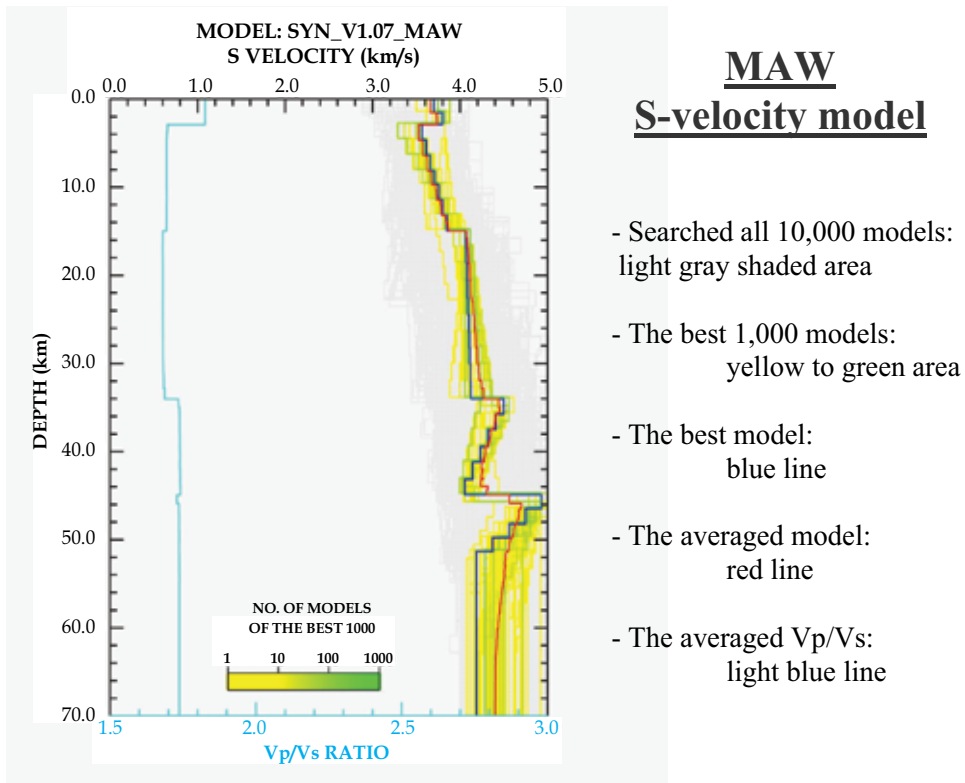 MODEL: SYN_V1.07_MAW
S VELOCITY (km/s)
0.0 1.0 2.0 3.0 4.0 5.0
0.0
10.0
20.0
30.0
40.0
50.0
60.0
70.0
DEPTH (km)
NO. OF MODELS
OF THE BEST 1000
1 10 100 1000
1.5 2.0 2.5 3.0
Vp/Vs RATIO
MAW
S-velocity model
- Searched all 10,000 models:
light gray shaded area
- The best 1,000 models:
yellow to green area
- The best model:
blue line
- The averaged model:
red line
- The averaged Vp/Vs:
light blue line